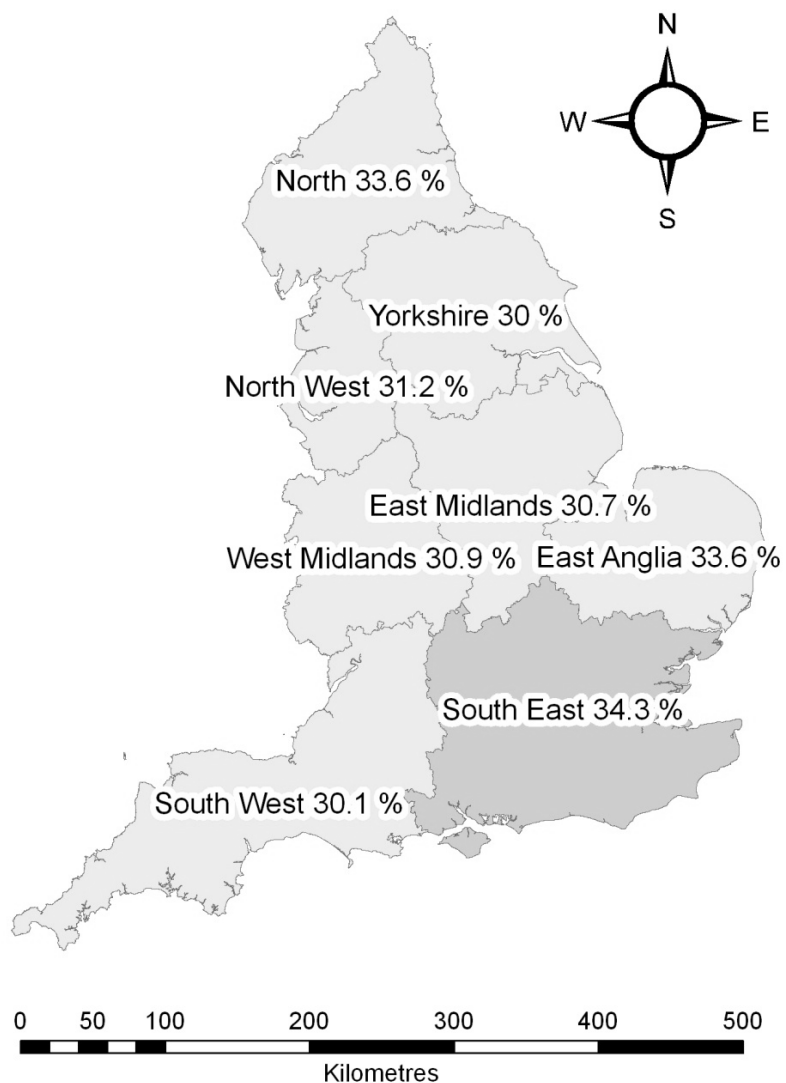 N
W E
S
North 33.6 %
Yorkshire 30 %
North West 31.2 %
East Midlands 30.7 %
West Midlands 30.9 %
East Anglia 33.6 %
South East 34.3 %
South West 30.1 %
0 50 100 200 300 400 500
Kilometres